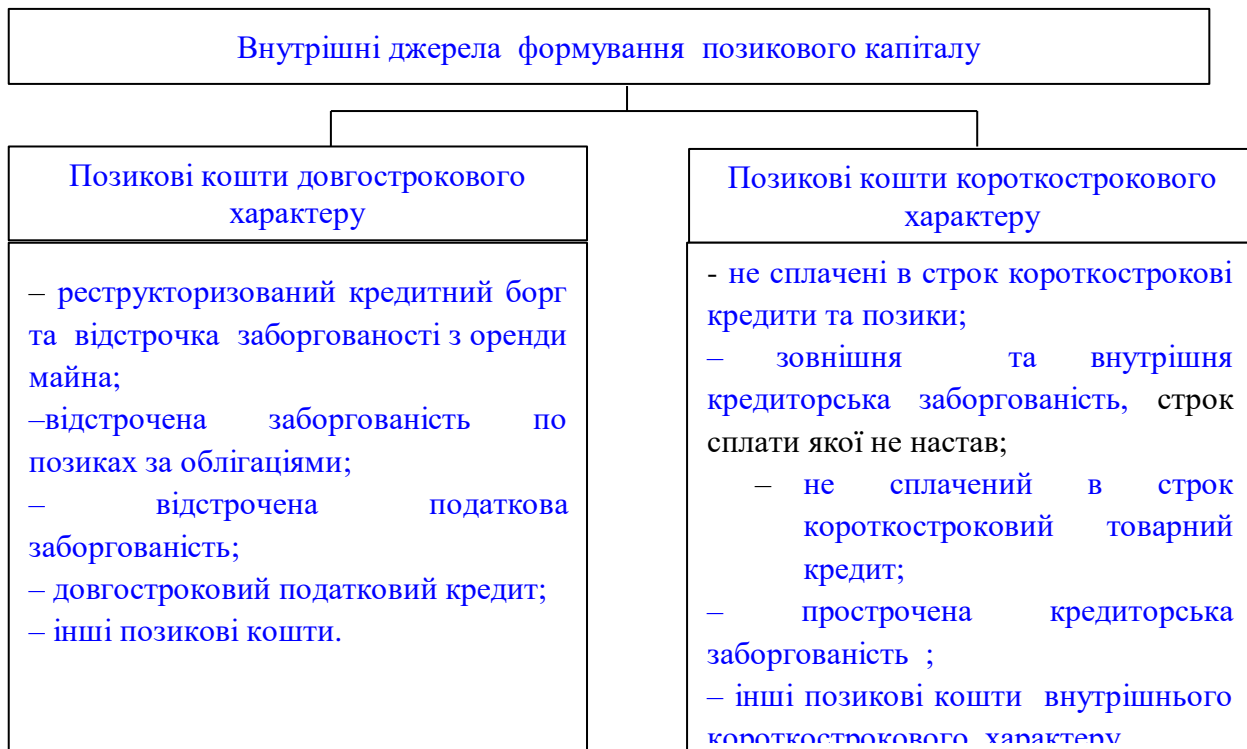 Внутрішні джерела формування позикового капіталу
Позикові кошти довгострокового
характеру
– реструкторизований кредитний борг
та відстрочка заборгованості з оренди
майна;
–відстрочена заборгованість по
позиках за облігаціями;
– відстрочена податкова
заборгованість;
– довгостроковий податковий кредит;
– інші позикові кошти.
Позикові кошти короткострокового
характеру
- не сплачені в строк короткострокові
кредити та позики;
– зовнішня та внутрішня
кредиторська заборгованість, строк
сплати якої не настав;
– не сплачений в строк
короткостроковий товарний
кредит;
– прострочена кредиторська
заборгованість ;
– інші позикові кошти внутрішнього
короткострокового характеру